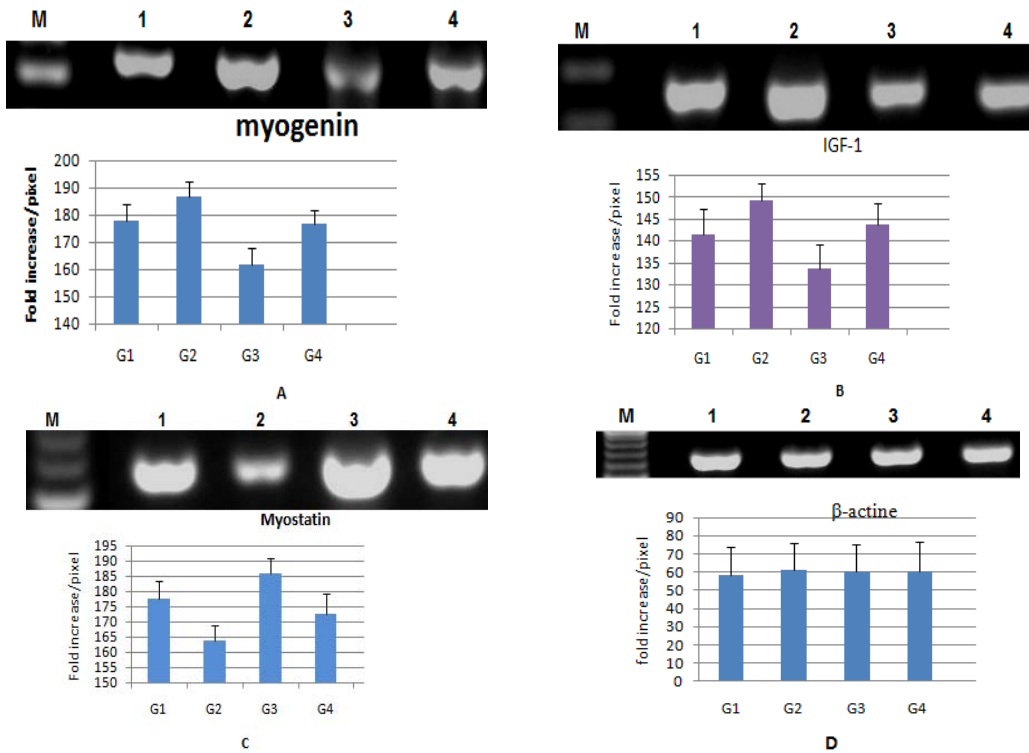 M 1 2 3 4
myogenin
Fold increase/pixel
200
190
180
170
160
150
140
G1 G2 G3 G4
A
M 1 2 3 4
IGF-1
Fold increase/pixel
155
150
145
140
135
130
125
120
G1 G2 G3 G4
B
M 1 2 3 4
Myostatin
Fold increase/pixel
195
190
185
180
175
170
165
160
155
150
G1 G2 G3 G4
C
M 1 2 3 4
β-actine
fold increase/pixel
90
80
70
60
50
40
30
20
10
0
G1 G2 G3 G4
D